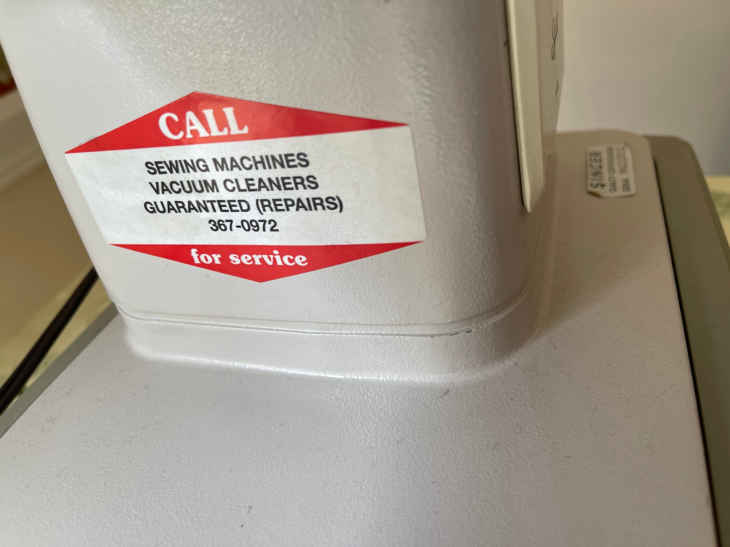 CALL
SEWING MACHINES
VACUUM CLEANERS
GUARANTEED (REPAIRS)
367-0972
for service
SINGER